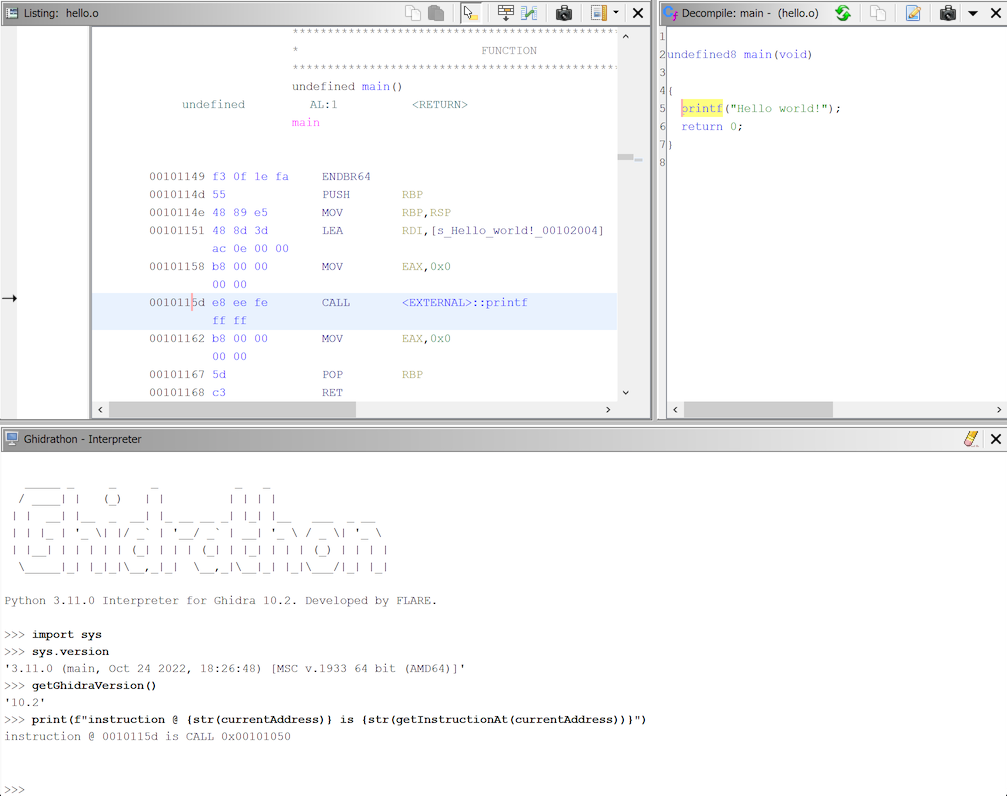 Listing: hello.o
*******************************************
* FUNCTION
*******************************************
undefined main()
undefined AL:1 <RETURN>
main
00101149 f3 0f 1e fa ENDBR64
0010114d 55 PUSH RBP
0010114e 48 89 e5 MOV RBP,RSP
00101151 48 8d 3d LEA RDI,[s_Hello_world!_00102004]
ac 0e 00 00
00101158 b8 00 00 MOV EAX,0x0
00 00
0010115d e8 ee fe CALL <EXTERNAL>::printf
ff ff
00101162 b8 00 00 MOV EAX,0x0
00 00
00101167 5d POP RBP
00101168 c3 RET
Decompile: main - (hello.o)
1
2 undefined8 main(void)
3
4 {
5 printf("Hello world!");
6 return 0;
7 }
8
Ghidrathon - Interpreter
Ghidrathon
Python 3.11.0 Interpreter for Ghidra 10.2. Developed by FLARE.
>>> import sys
>>> sys.version
'3.11.0 (main, Oct 24 2022, 18:26:48) [MSC v.1933 64 bit (AMD64)]'
>>> getGhidraVersion()
'10.2'
>>> print(f"instruction @ {str(currentAddress)} is {str(getInstructionAt(currentAddress))}")
instruction @ 0010115d is CALL 0x00101050
>>>